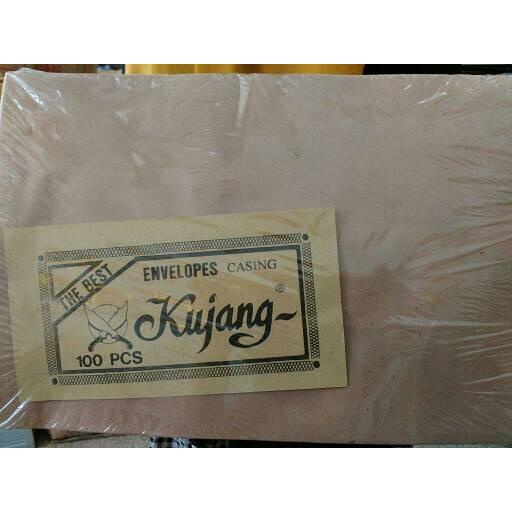 THE BEST
ENVELOPES CASING
Kujang ®
100 PCS